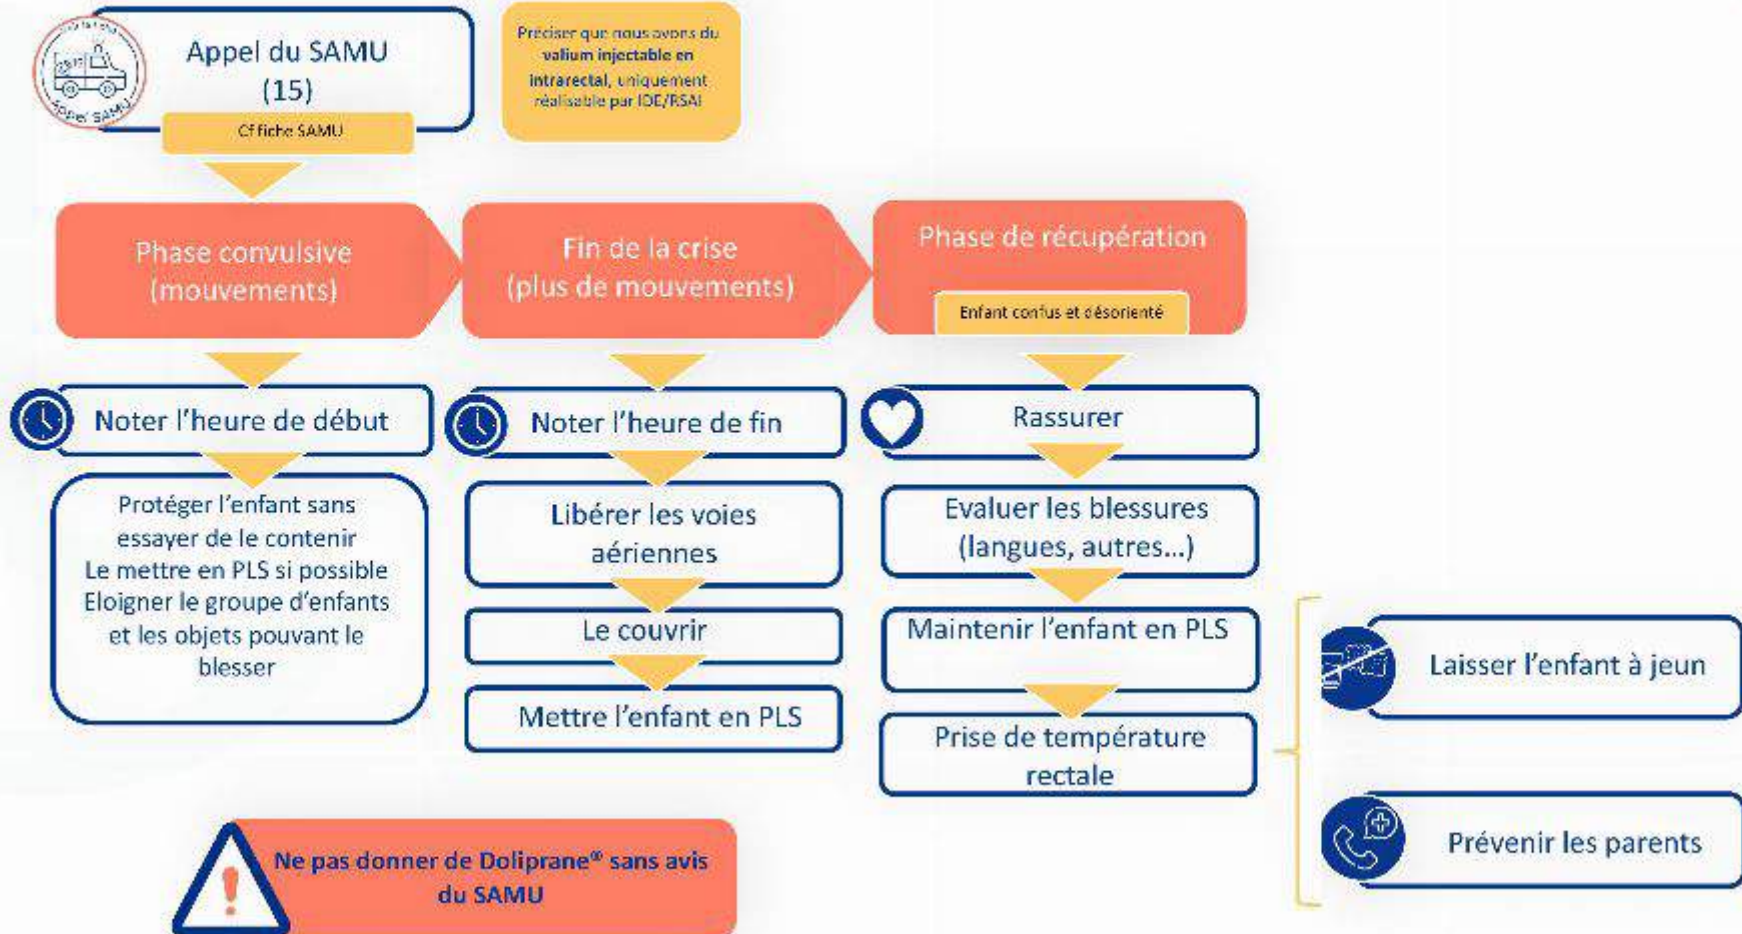 Appel SAMU
Appel du SAMU
(15)
Cf fiche SAMU
Préciser que nous avons du
valium injectable en
intrarectal, uniquement
réalisable par IDE/RSAI
Phase convulsive
(mouvements)
Fin de la crise
(plus de mouvements)
Phase de récupération
Enfant confus et désorienté
Noter l'heure de début
Protéger l'enfant sans
essayer de le contenir
Le mettre en PLS si possible
Eloigner le groupe d'enfants
et les objets pouvant le
blesser
Noter l'heure de fin
Libérer les voies
aériennes
Le couvrir
Mettre l'enfant en PLS
Rassurer
Evaluer les blessures
(langues, autres...)
Maintenir l'enfant en PLS
Prise de température
rectale
Laisser l'enfant à jeun
Prévenir les parents
Ne pas donner de Doliprane® sans avis
du SAMU